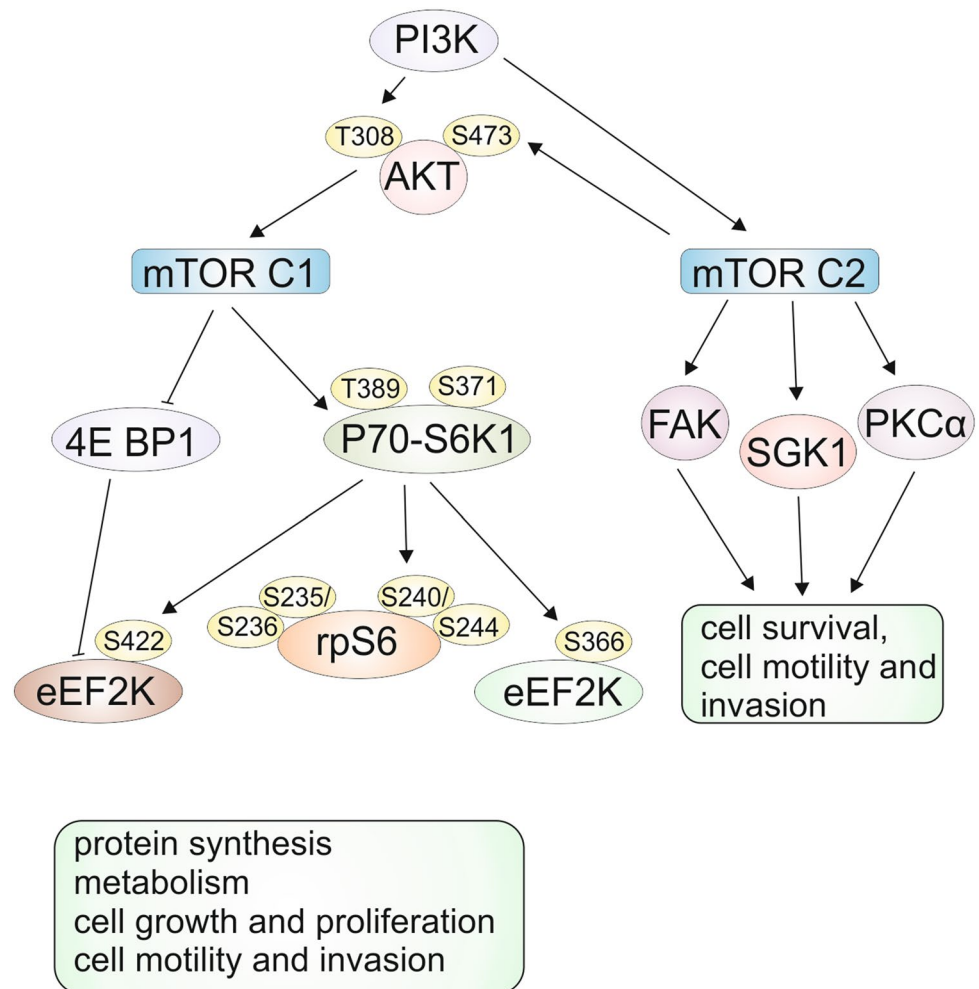 PI3K
T308
S473
AKT
mTOR C1
mTOR C2
T389
S371
4E BP1
P70-S6K1
FAK
SGK1
PKCα
S235/
S236
S240/
S244
S422
eEF2K
rpS6
S366
eEF2K
cell survival,
cell motility and
invasion
protein synthesis
metabolism
cell growth and proliferation
cell motility and invasion